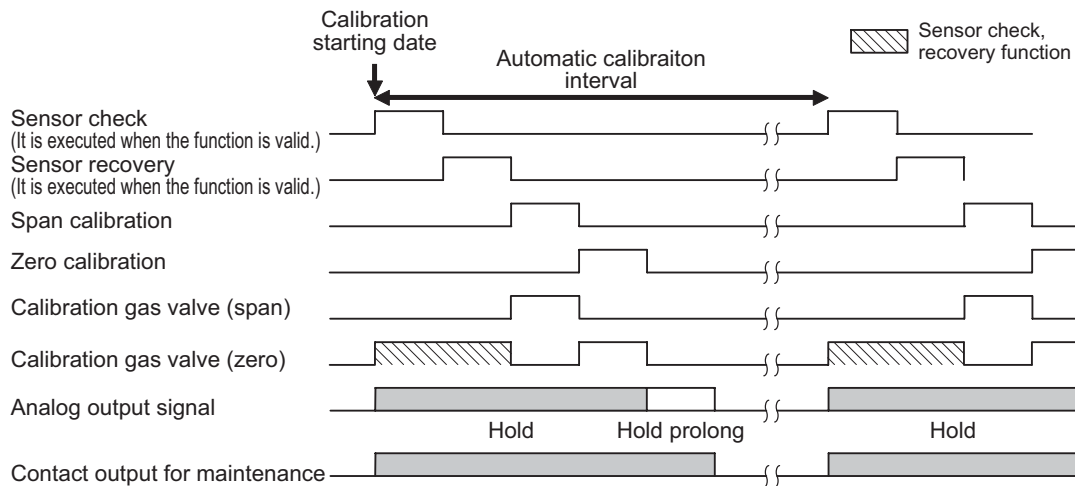 Calibration
starting date
Sensor check,
recovery function
Automatic calibraiton
interval
Sensor check
(It is executed when the function is valid.)
Sensor recovery
(It is executed when the function is valid.)
Span calibration
Zero calibration
Calibration gas valve (span)
Calibration gas valve (zero)
Analog output signal
Hold Hold prolong Hold
Contact output for maintenance